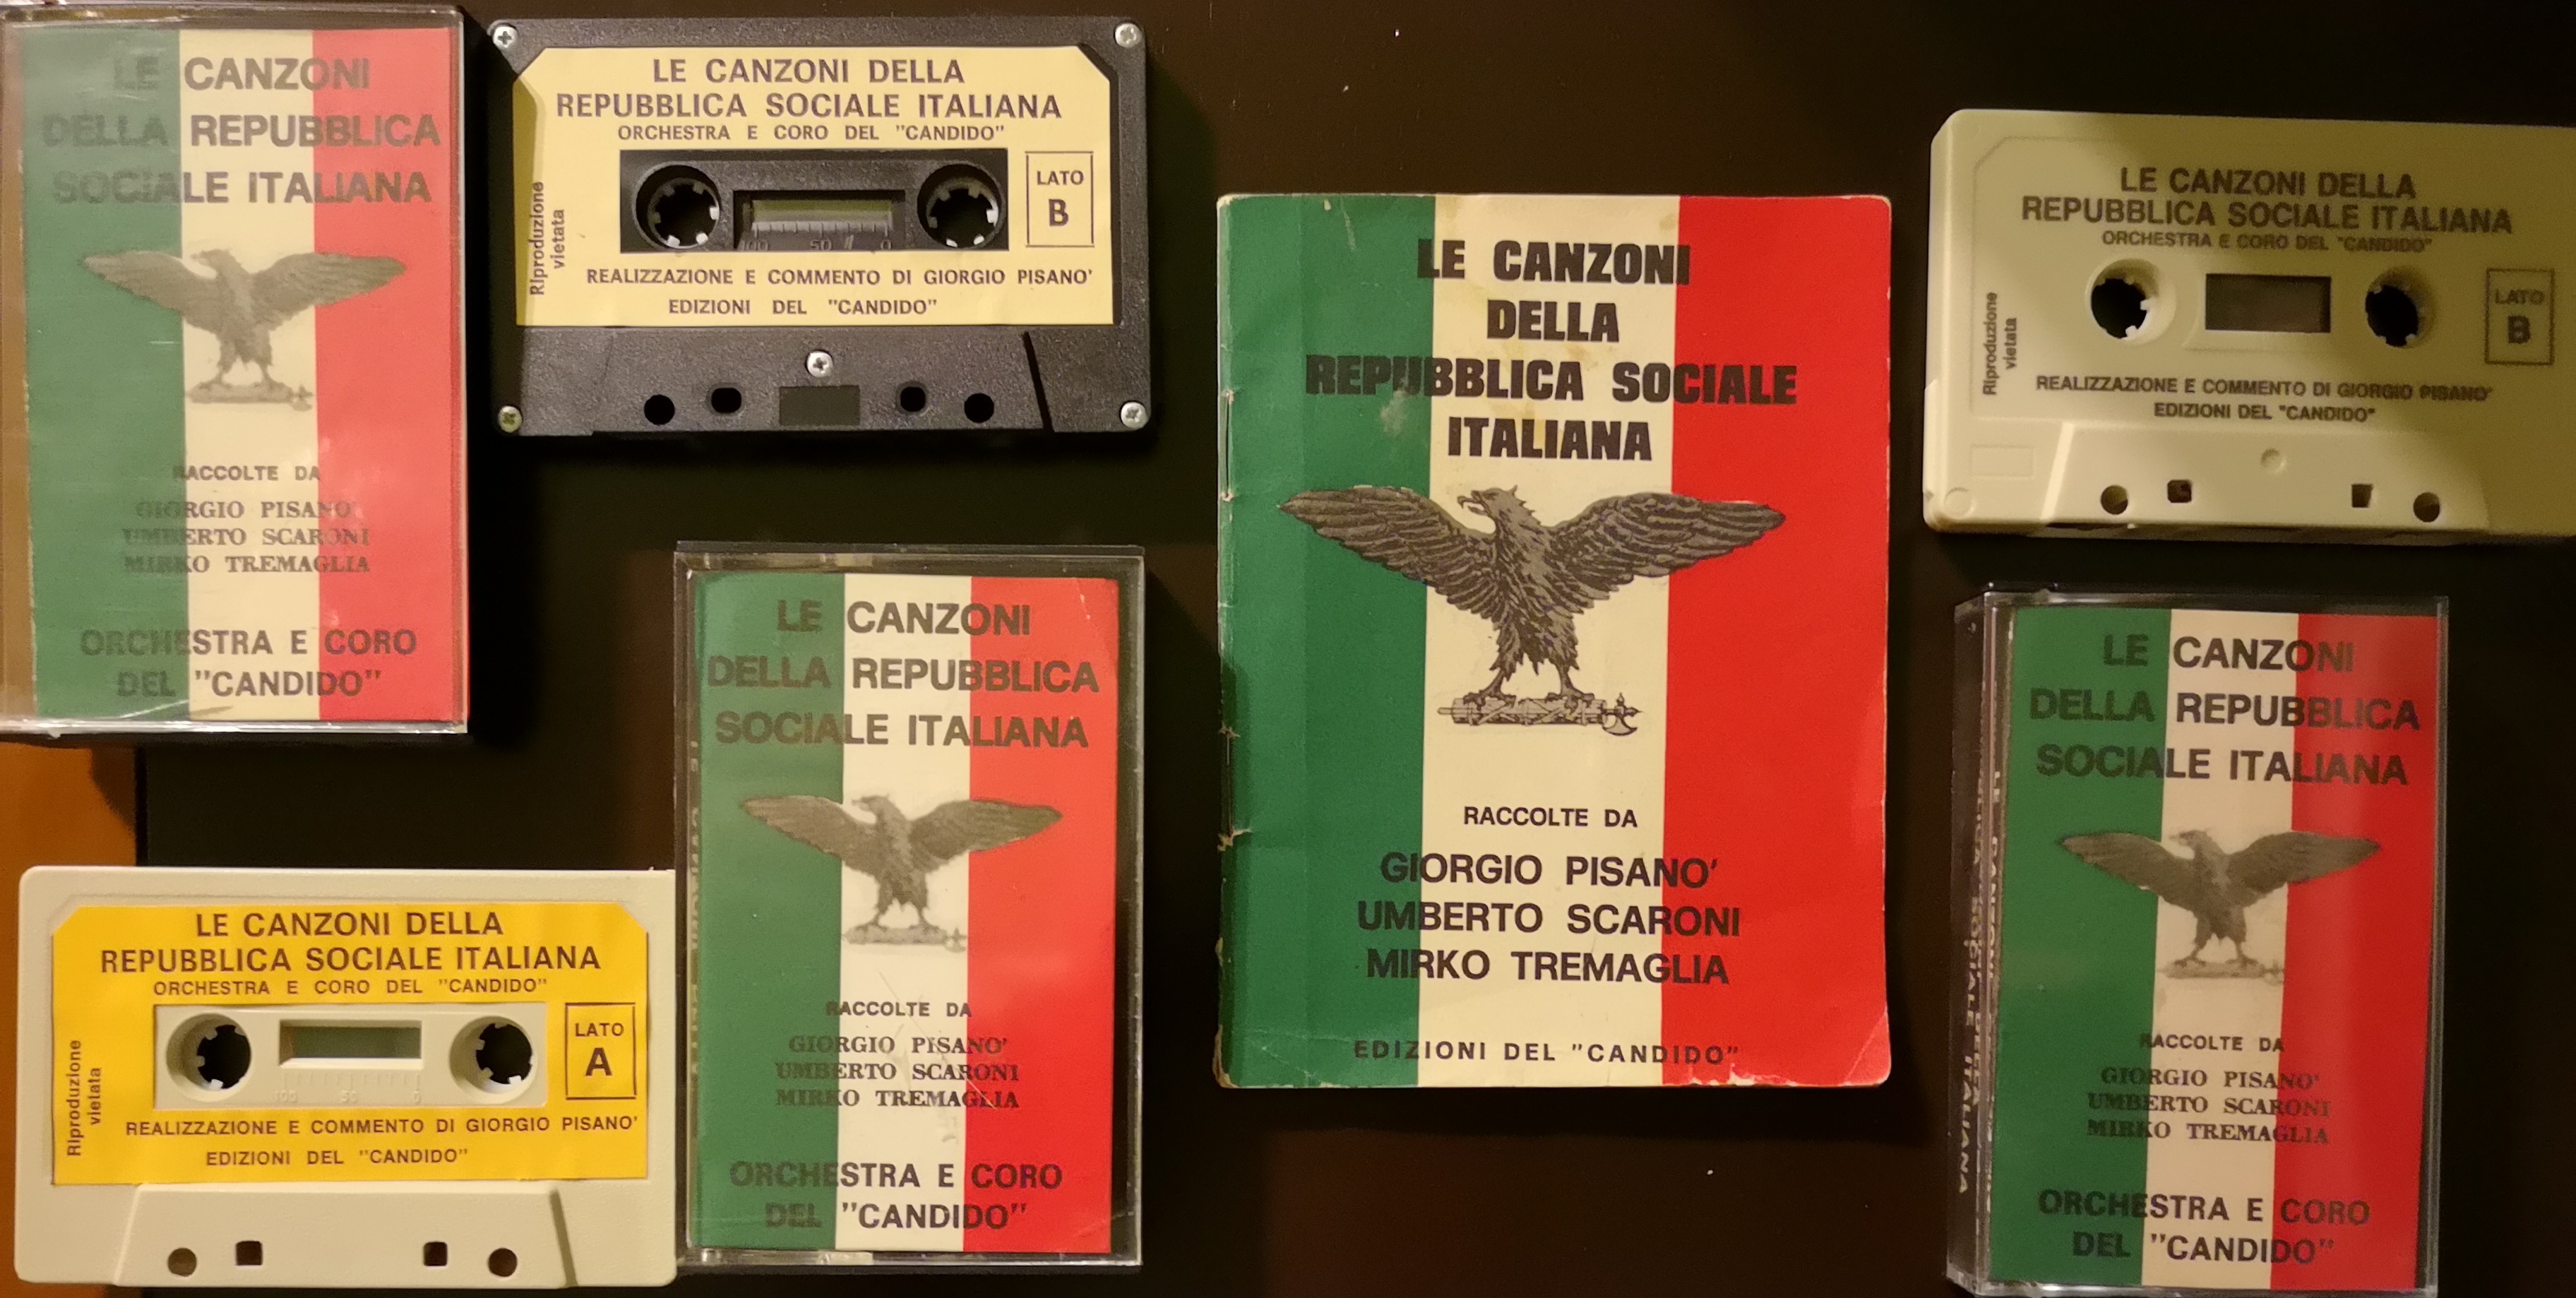 LE CANZONI
DELLA REPUBBLICA
SOCIALE ITALIANA
RACCOLTE DA
GIORGIO PISANO'
UMBERTO SCARONI
MIRKO TREMAGLIA
ORCHESTRA E CORO
DEL "CANDIDO"
LE CANZONI DELLA
REPUBBLICA SOCIALE ITALIANA
ORCHESTRA E CORO DEL "CANDIDO"
Riproduzione
vietata
LATO
B
100 50 0
REALIZZAZIONE E COMMENTO DI GIORGIO PISANO'
EDIZIONI DEL "CANDIDO"
LE CANZONI DELLA
REPUBBLICA SOCIALE ITALIANA
ORCHESTRA E CORO DEL "CANDIDO"
Riproduzione
vietata
LATO
A
100 50 0
REALIZZAZIONE E COMMENTO DI GIORGIO PISANO'
EDIZIONI DEL "CANDIDO"
LE CANZONI
DELLA REPUBBLICA
SOCIALE ITALIANA
RACCOLTE DA
GIORGIO PISANO'
UMBERTO SCARONI
MIRKO TREMAGLIA
ORCHESTRA E CORO
DEL "CANDIDO"
LE CANZONI
DELLA
REPUBBLICA SOCIALE
ITALIANA
RACCOLTE DA
GIORGIO PISANO'
UMBERTO SCARONI
MIRKO TREMAGLIA
EDIZIONI DEL "CANDIDO"
LE CANZONI DELLA
REPUBBLICA SOCIALE ITALIANA
ORCHESTRA E CORO DEL "CANDIDO"
Riproduzione
vietata
LATO
B
REALIZZAZIONE E COMMENTO DI GIORGIO PISANO'
EDIZIONI DEL "CANDIDO"
LE CANZONI
DELLA REPUBBLICA
SOCIALE ITALIANA
RACCOLTE DA
GIORGIO PISANO'
UMBERTO SCARONI
MIRKO TREMAGLIA
ORCHESTRA E CORO
DEL "CANDIDO"